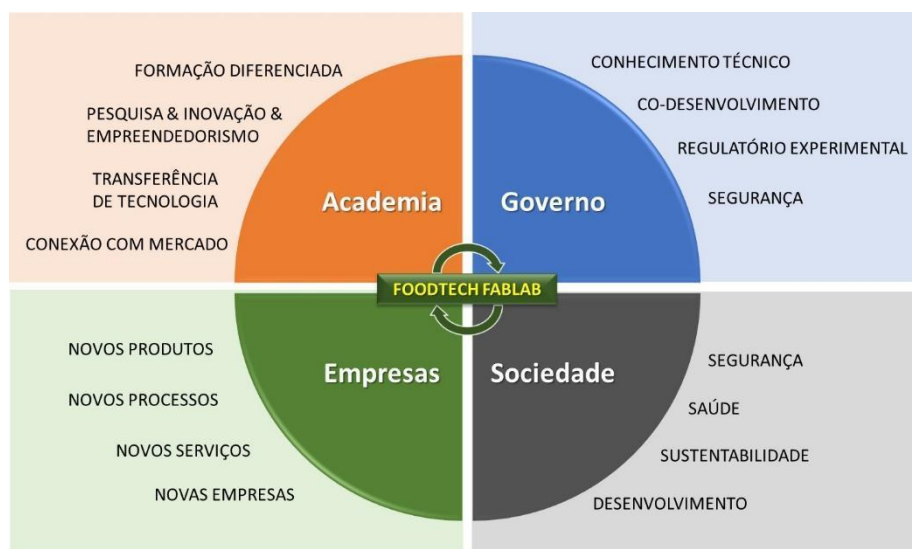 FORMAÇÃO DIFERENCIADA
PESQUISA & INOVAÇÃO &
EMPREENDEDORISMO
TRANSFERÊNCIA
DE TECNOLOGIA
CONEXÃO COM MERCADO
Academia
CONHECIMENTO TÉCNICO
CO-DESENVOLVIMENTO
REGULATÓRIO EXPERIMENTAL
SEGURANÇA
Governo
FOODTECH FABLAB
NOVOS PRODUTOS
NOVOS PROCESSOS
NOVOS SERVIÇOS
NOVAS EMPRESAS
Empresas
Sociedade
SEGURANÇA
SAÚDE
SUSTENTABILIDADE
DESENVOLVIMENTO